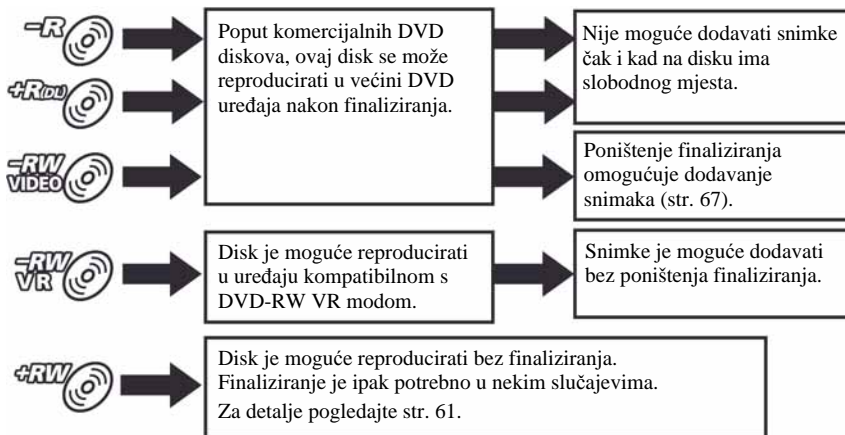 -R
Poput komercijalnih DVD
diskova, ovaj disk se može
reproducirati u većini DVD
uređaja nakon finaliziranja.
Nije moguće dodavati snimke
čak i kad na disku ima
slobodnog mjesta.
+R(DL)
-RW
VIDEO
Poništenje finaliziranja
omogućuje dodavanje
snimaka (str. 67).
-RW
VR
Disk je moguće reproducirati
u uređaju kompatibilnom s
DVD-RW VR modom.
Snimke je moguće dodavati
bez poništenja finaliziranja.
+RW
Disk je moguće reproducirati bez finaliziranja.
Finaliziranje je ipak potrebno u nekim slučajevima.
Za detalje pogledajte str. 61.